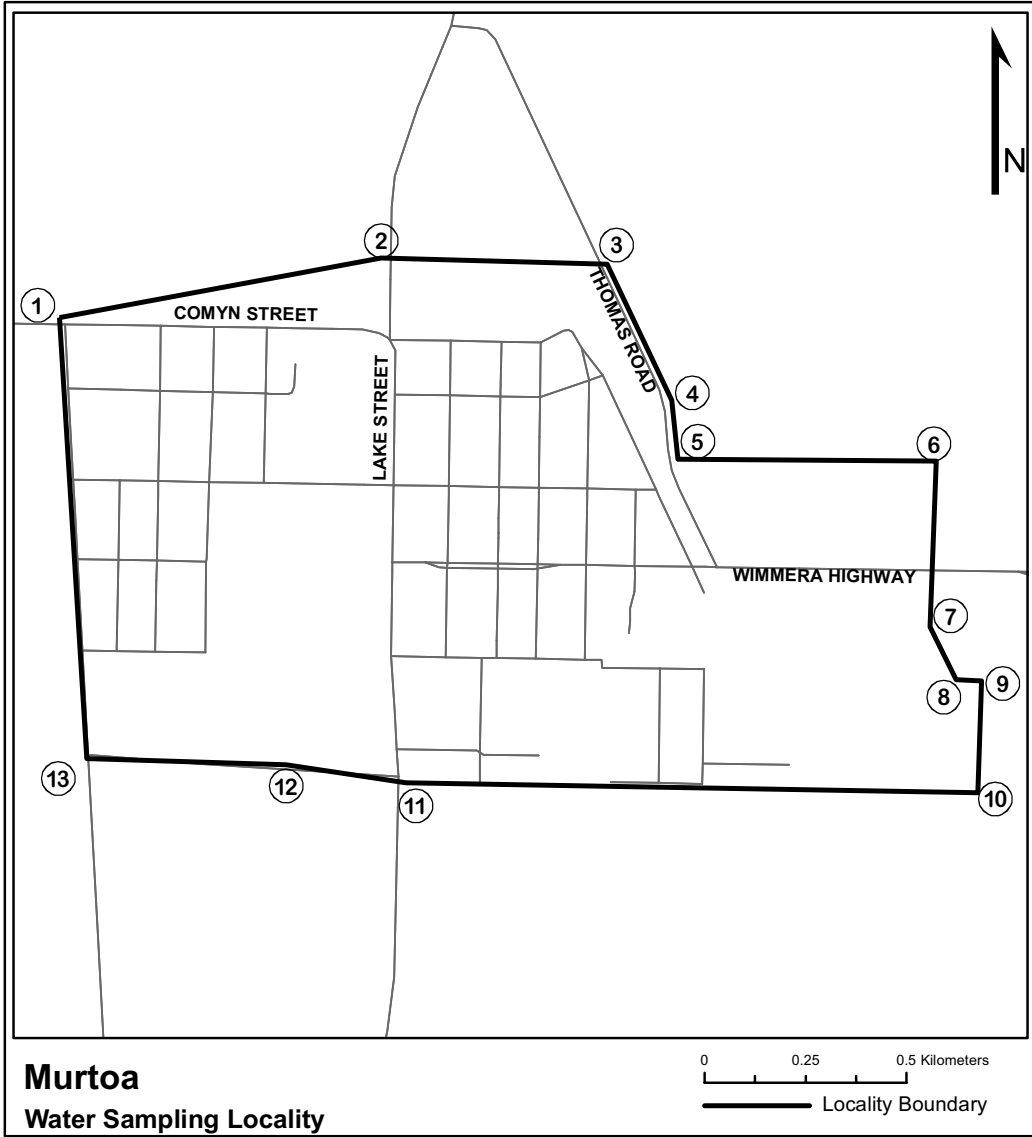 N
2
3
1
COMYN STREET
THOMAS ROAD
LAKE STREET
4
5
6
WIMMERA HIGHWAY
7
8
9
13
12
11
10
0 0.25 0.5 Kilometers
Murtoa
Locality Boundary
Water Sampling Locality